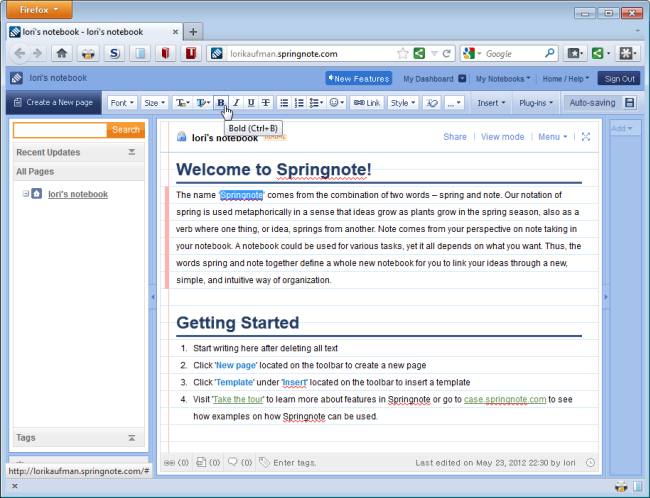 Firefox
lori's notebook - lori's notebook
lorikaufman.springnote.com
Google
lori's notebook
New Features
My Dashboard
My Notebooks
Home / Help
Sign Out
Create a New page
Font
Size
B I U T
Link
Style
...
Insert
Plug-ins
Auto-saving
Bold (Ctrl+B)
Search
Recent Updates
All Pages
lori's notebook
Tags
http://lorikaufman.springnote.com/#
lori's notebook
Share | View mode | Menu
Add
Welcome to Springnote!
The name 'Springnote' comes from the combination of two words – spring and note. Our notation of
spring is used metaphorically in a sense that ideas grow as plants grow in the spring season, also as a
verb where one thing, or idea, springs from another. Note comes from your perspective on note taking in
your notebook. A notebook could be used for various tasks, yet it all depends on what you want. Thus, the
words spring and note together define a whole new notebook for you to link your ideas through a new,
simple, and intuitive way of organization.
Getting Started
1. Start writing here after deleting all text
2. Click 'New page' located on the toolbar to create a new page
3. Click 'Template' under 'Insert' located on the toolbar to insert a template
4. Visit 'Take the tour' to learn more about features in Springnote or go to case.springnote.com to see
how examples on how Springnote can be used.
(0) (0) (0) Enter tags.
Last edited on May 23, 2012 22:30 by lori